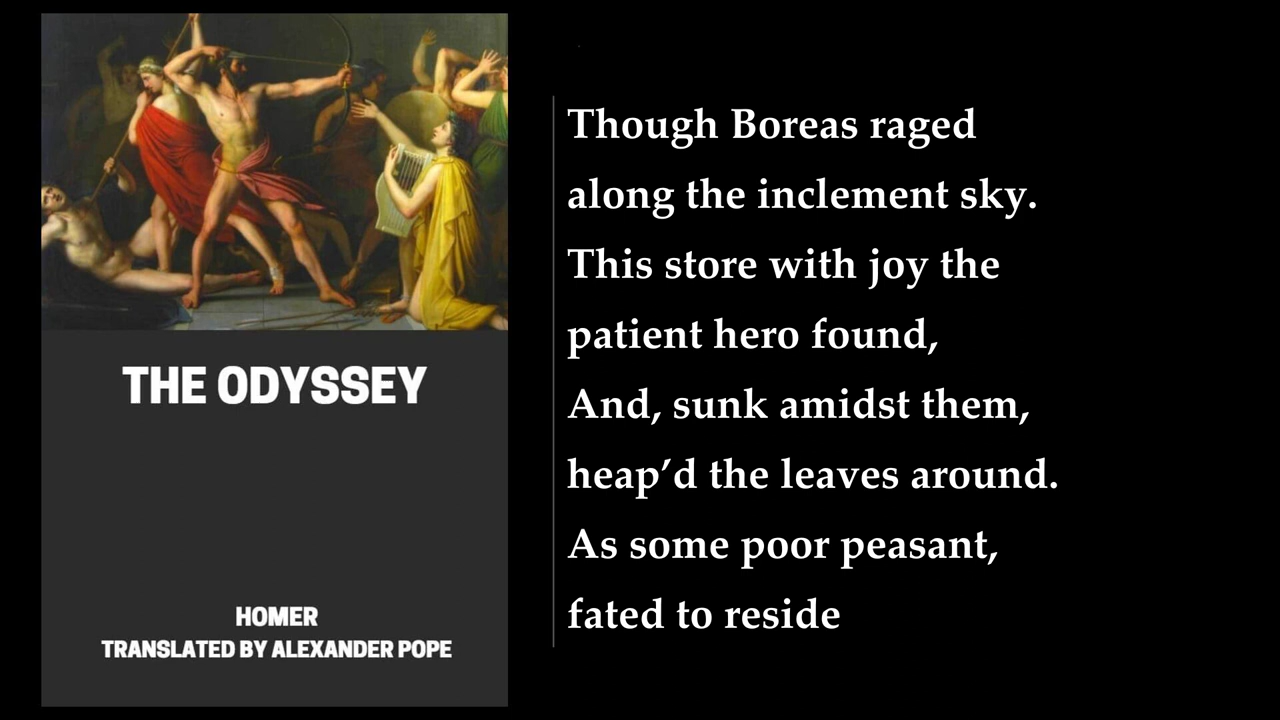 THE ODYSSEY
HOMER
TRANSLATED BY ALEXANDER POPE
Though Boreas raged
along the inclement sky.
This store with joy the
patient hero found,
And, sunk amidst them,
heap’d the leaves around.
As some poor peasant,
fated to reside